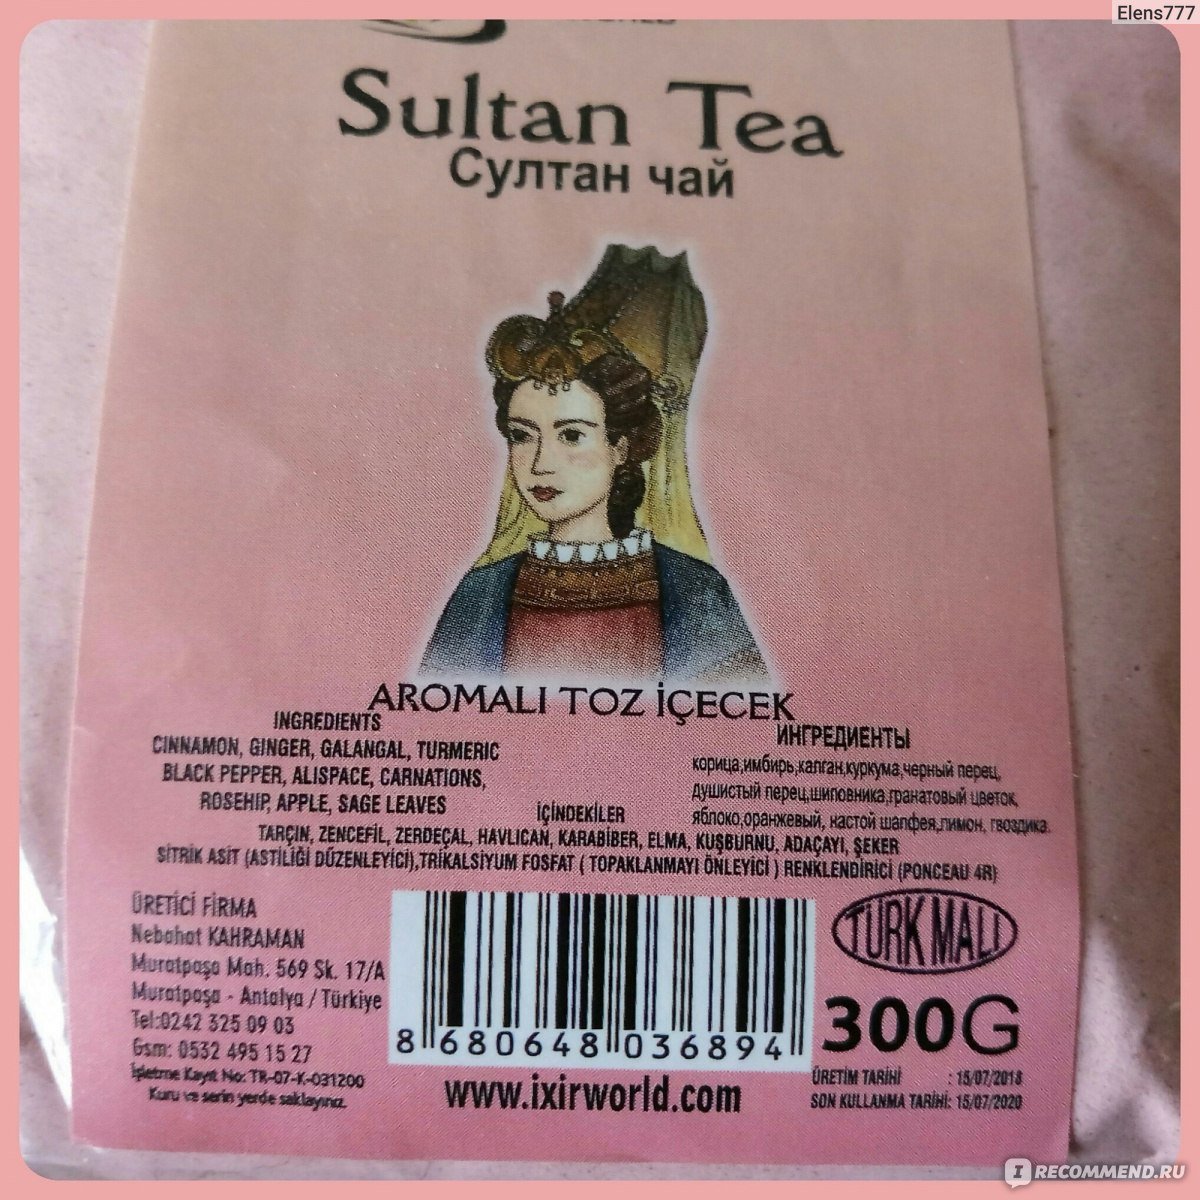 Elens777
Sultan Tea
Султан чай
AROMALI TOZ İÇECEK
INGREDIENTS
CINNAMON, GINGER, GALANGAL, TURMERIC
BLACK PEPPER, ALISPACE, CARNATIONS,
ROSEHIP, APPLE, SAGE LEAVES
ИНГРЕДИЕНТЫ
корица,имбирь,калган,куркума,черный перец,
душистый перец,шиповника,гранатовый цветок,
яблоко,оранжевый, настой шалфея,лимон, гвоздика.
İÇİNDEKİLER
TARÇIN, ZENCEFİL, ZERDEÇAL, HAVLICAN, KARABİBER, ELMA, KUŞBURNU, ADAÇAYI, ŞEKER
SİTRİK ASİT (ASTİLİĞİ DÜZENLEYİCİ),TRİKALSİYUM FOSFAT ( TOPAKLANMAYI ÖNLEYİCİ ) RENKLENDİRİCİ (PONCEAU 4R)
ÜRETİCİ FİRMA
Nebahat KAHRAMAN
Muratpaşa Mah. 569 Sk. 17/A
Muratpaşa - Antalya / Türkiye
Tel:0242 325 09 03
Gsm: 0532 495 15 27
İşletme Kayıt No: TR-07-K-031200
Kuru ve serin yerde saklayınız.
8 680648 036894
www.ixirworld.com
TÜRK MALI
300G
ÜRETİM TARİHİ : 15/07/2018
SON KULLANMA TARİHİ: 15/07/2020
IRECOMMEND.RU